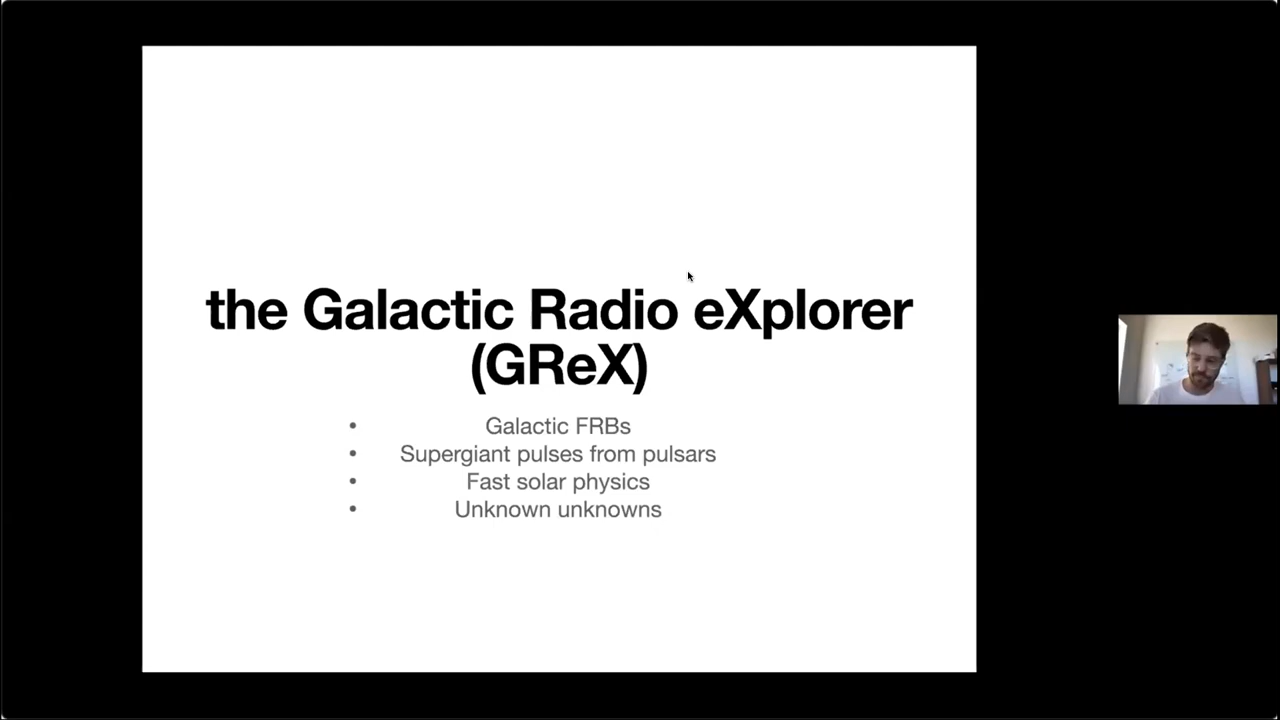 the Galactic Radio eXplorer
(GReX)
• Galactic FRBs
• Supergiant pulses from pulsars
• Fast solar physics
• Unknown unknowns